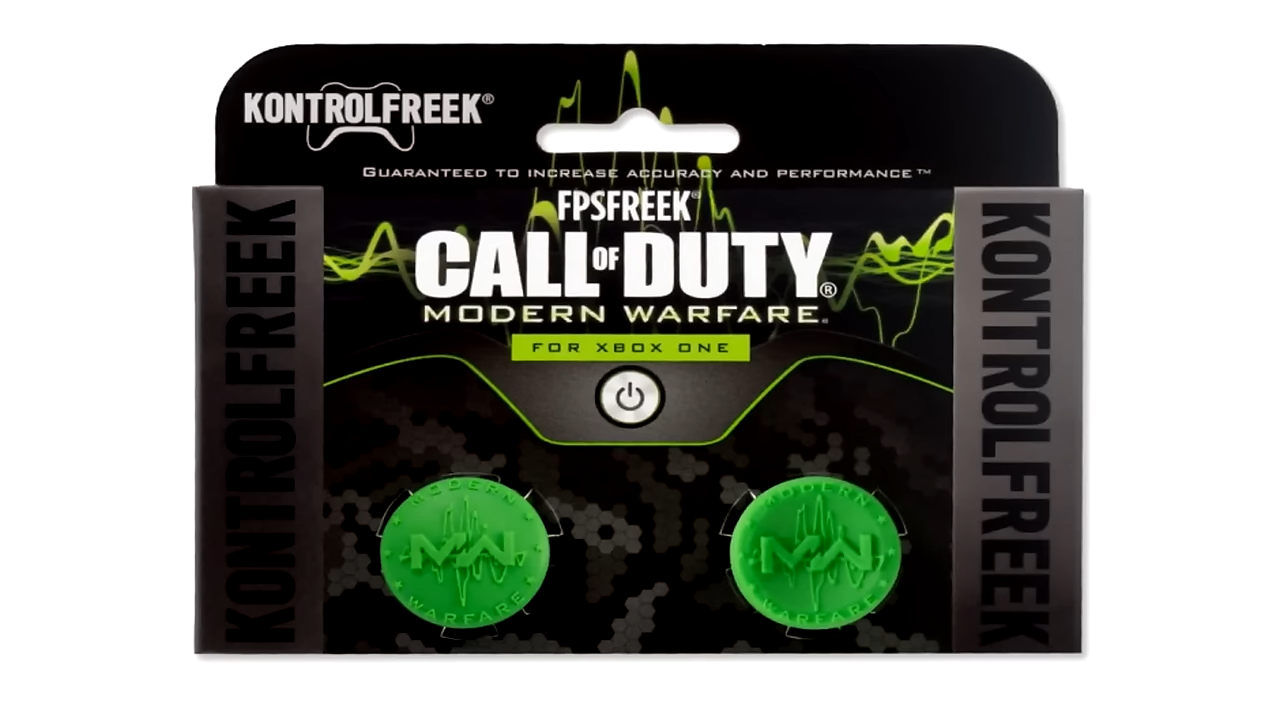 KONTROLFREEK®
GUARANTEED TO INCREASE ACCURACY AND PERFORMANCE™
FPSFREEK®
CALL OF DUTY®
MODERN WARFARE®
FOR XBOX ONE
KONTROLFREEK
KONTROLFREEK
MODERN
MW
WARFARE
MODERN
MW
WARFARE